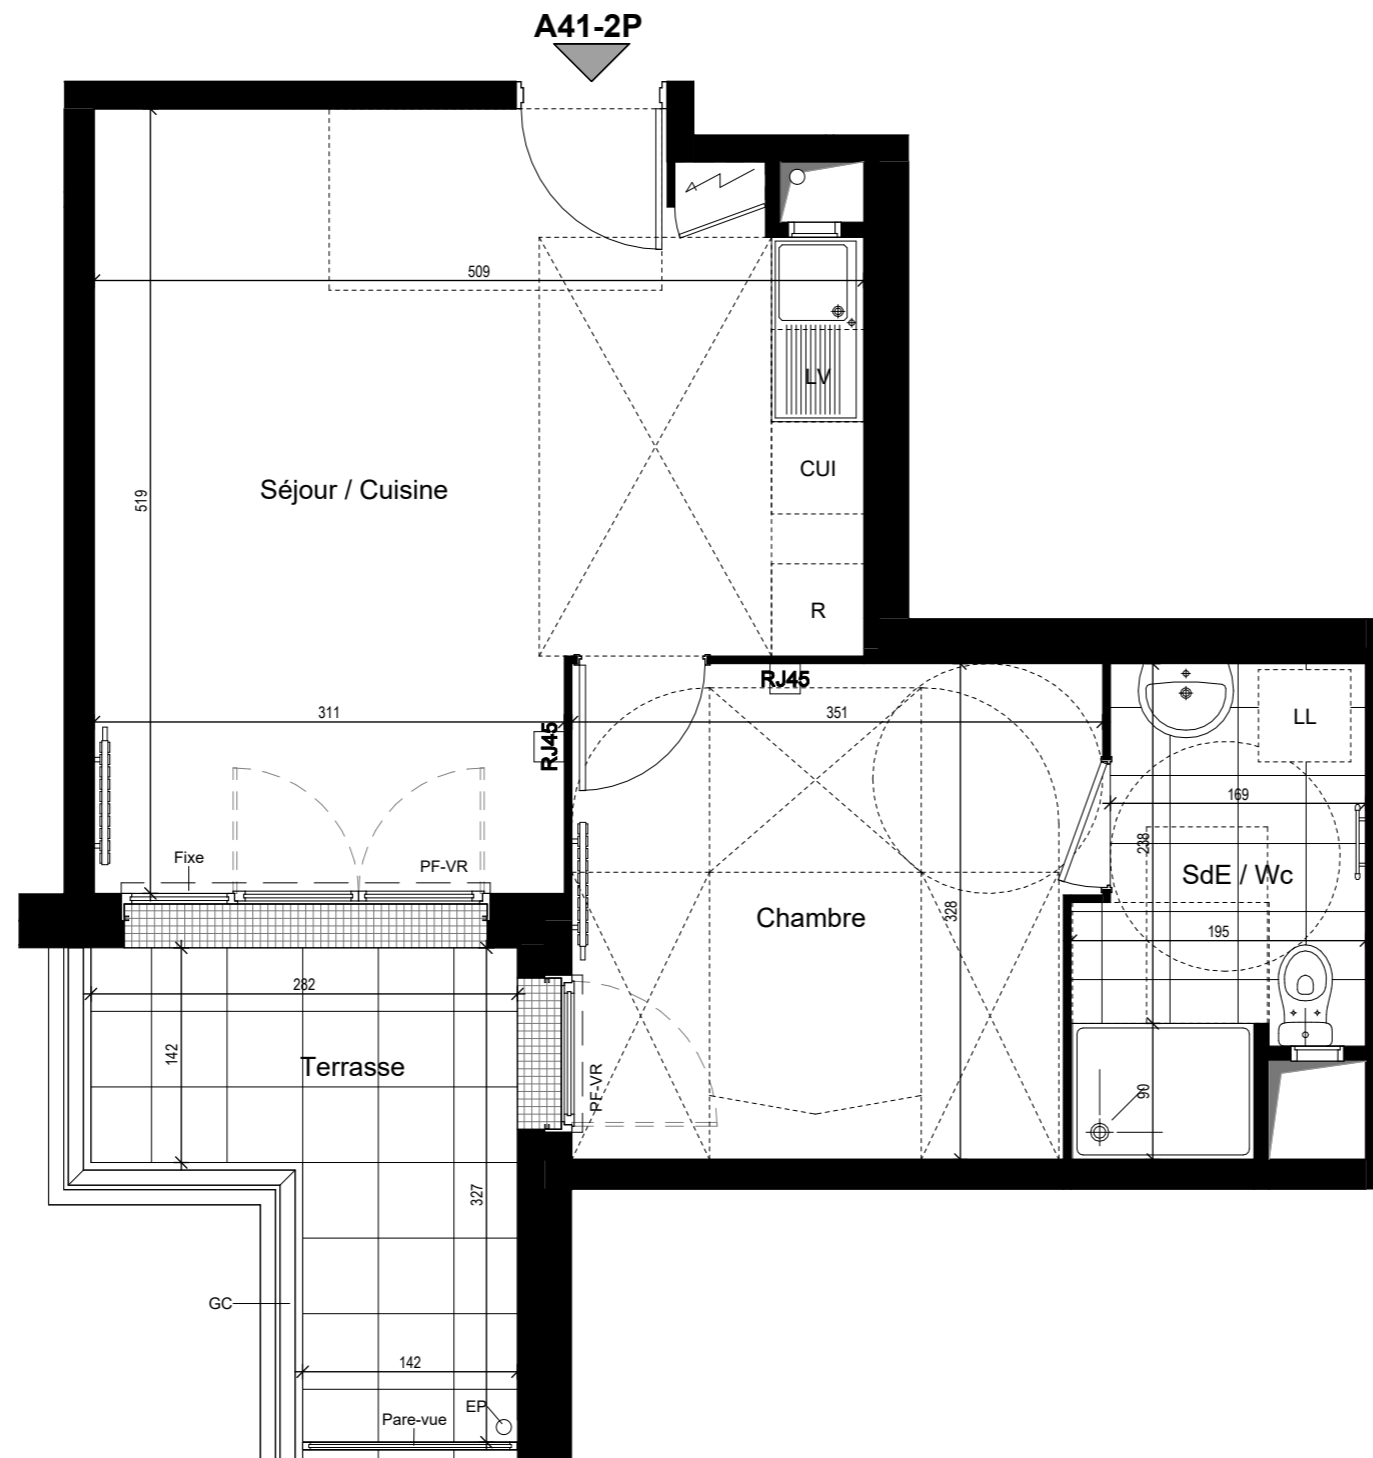 A41-2P
509
LV
CUI
Séjour / Cuisine
519
R
RJ45
311
RJ45
351
LL
169
238
Fixe
PF-VR
SdE / Wc
Chambre
328
195
282
142
Terrasse
PF-VR
90
327
GC
142
EP
Pare-vue